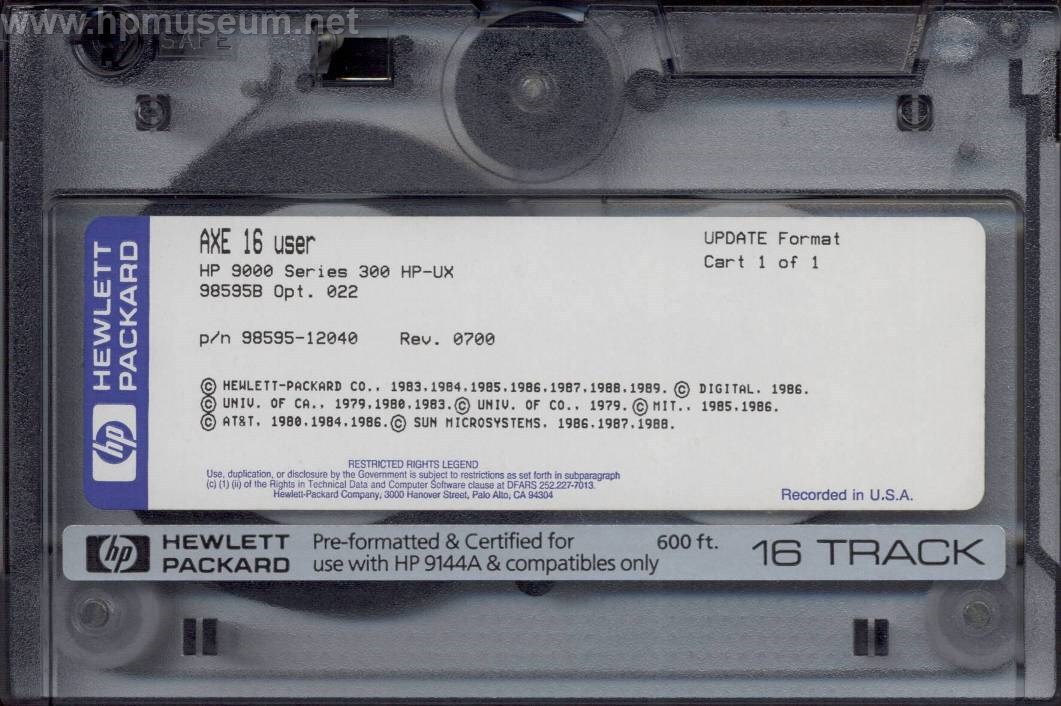 www.hpmuseum.net
SAFE
HEWLETT
PACKARD
hp
AXE 16 user
HP 9000 Series 300 HP-UX
98595B Opt. 022
UPDATE Format
Cart 1 of 1
p/n 98595-12040 Rev. 0700
© HEWLETT-PACKARD CO., 1983,1984,1985,1986,1987,1988,1989. © DIGITAL. 1986.
© UNIV. OF CA., 1979,1980,1983. © UNIV. OF CO., 1979. © MIT., 1985,1986.
© AT&T, 1980,1984,1986. © SUN MICROSYSTEMS, 1986,1987,1988.
RESTRICTED RIGHTS LEGEND
Use, duplication, or disclosure by the Government is subject to restrictions as set forth in subparagraph
(c) (1) (ii) of the Rights in Technical Data and Computer Software clause at DFARS 252.227-7013.
Hewlett-Packard Company, 3000 Hanover Street, Palo Alto, CA 94304
Recorded in U.S.A.
hp HEWLETT
PACKARD
Pre-formatted & Certified for
use with HP 9144A & compatibles only
600 ft.
16 TRACK